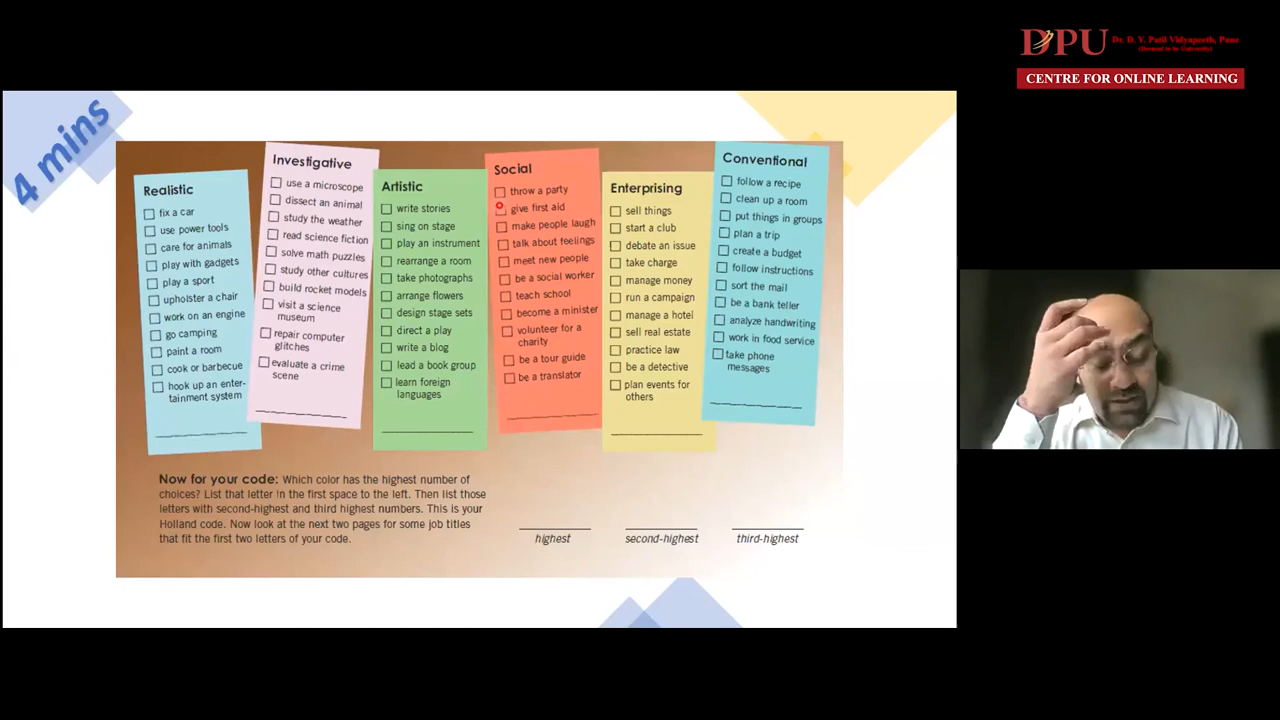 DPU
Dr. D. Y. Patil Vidyapeeth, Pune
(Deemed to be University)
CENTRE FOR ONLINE LEARNING
4 mins
Realistic
fix a car
use power tools
care for animals
play with gadgets
play a sport
upholster a chair
work on an engine
go camping
paint a room
cook or barbecue
hook up an enter-
tainment system
Investigative
use a microscope
dissect an animal
study the weather
read science fiction
solve math puzzles
study other cultures
build rocket models
visit a science
museum
repair computer
glitches
evaluate a crime
scene
Artistic
write stories
sing on stage
play an instrument
rearrange a room
take photographs
arrange flowers
design stage sets
direct a play
write a blog
lead a book group
learn foreign
languages
Social
throw a party
give first aid
make people laugh
talk about feelings
meet new people
be a social worker
teach school
become a minister
volunteer for a
charity
be a tour guide
be a translator
Enterprising
sell things
start a club
debate an issue
take charge
manage money
run a campaign
manage a hotel
sell real estate
practice law
be a detective
plan events for
others
Conventional
follow a recipe
clean up a room
put things in groups
plan a trip
create a budget
follow instructions
sort the mail
be a bank teller
analyze handwriting
work in food service
take phone
messages
Now for your code: Which color has the highest number of
choices? List that letter in the first space to the left. Then list those
letters with second-highest and third highest numbers. This is your
Holland code. Now look at the next two pages for some job titles
that fit the first two letters of your code.
highest
second-highest
third-highest